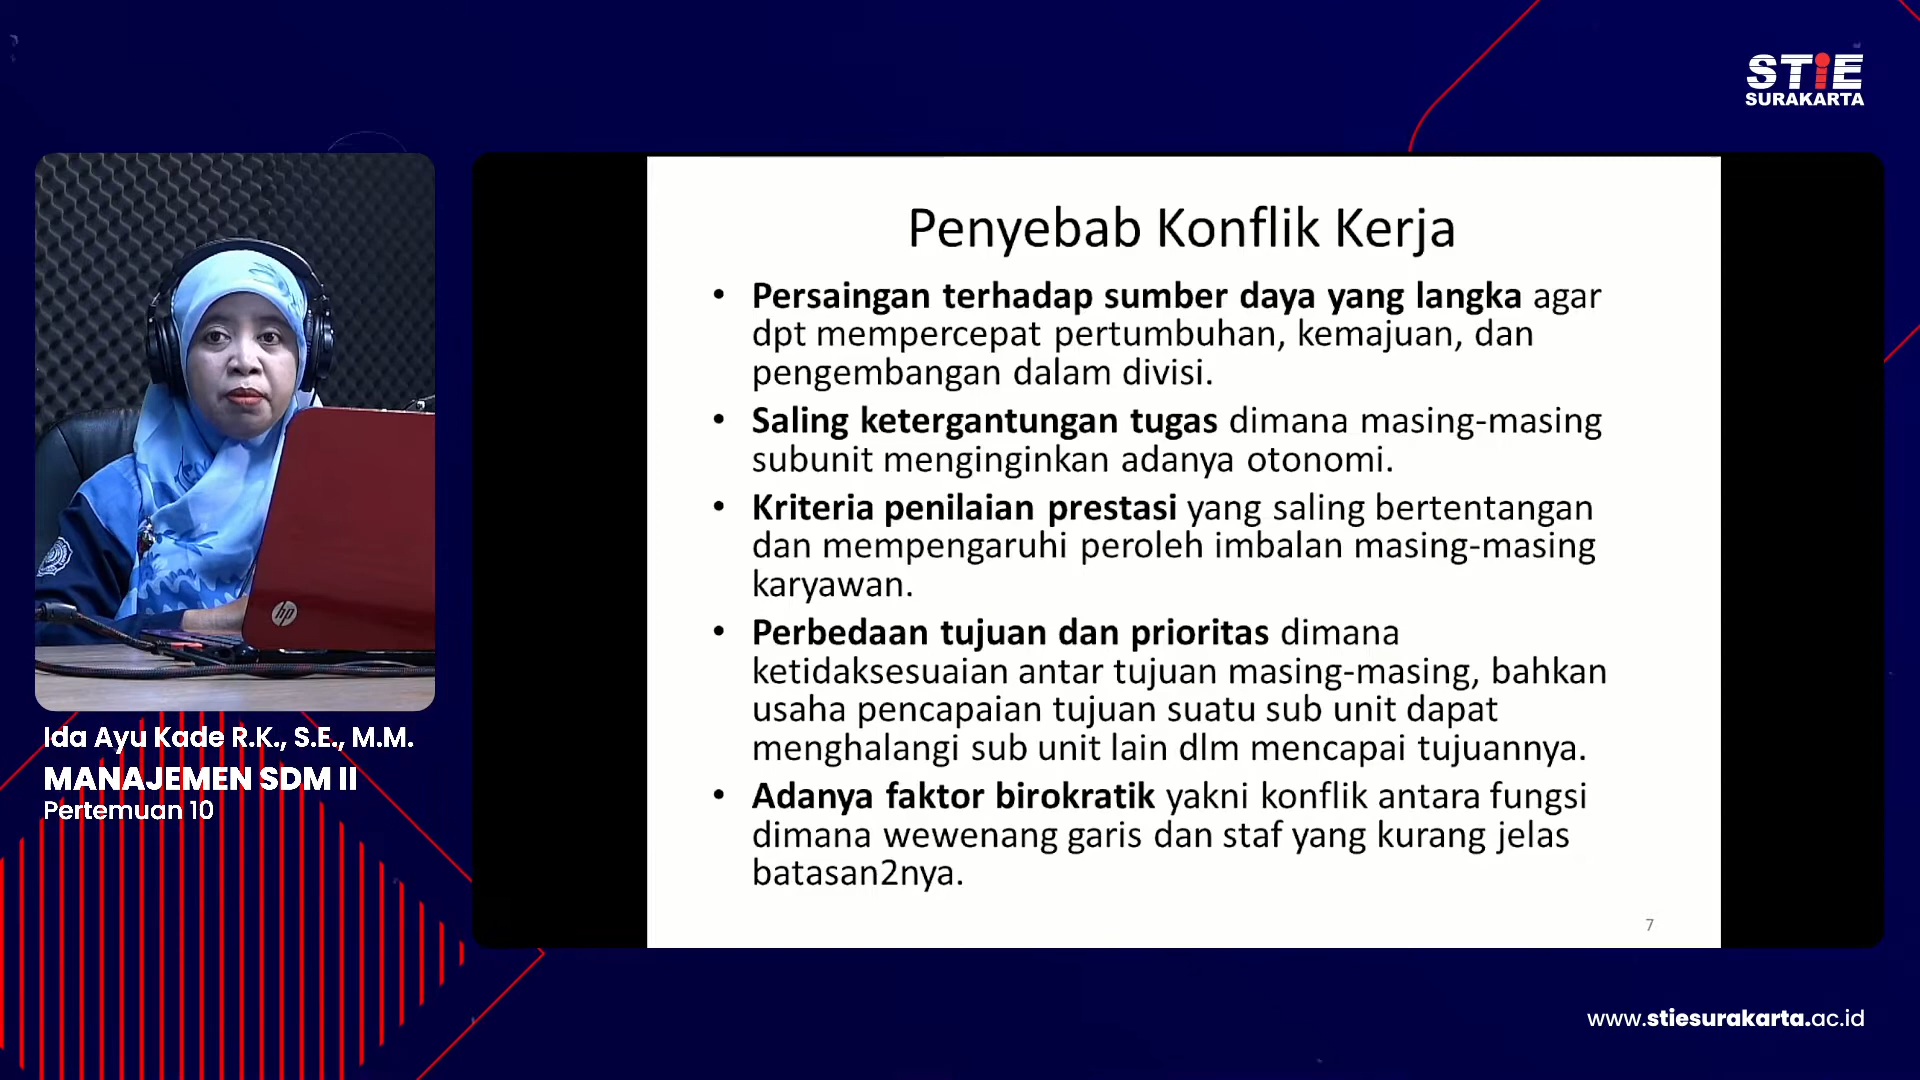 STiE
SURAKARTA
Penyebab Konflik Kerja
• Persaingan terhadap sumber daya yang langka agar
dpt mempercepat pertumbuhan, kemajuan, dan
pengembangan dalam divisi.
• Saling ketergantungan tugas dimana masing-masing
subunit menginginkan adanya otonomi.
• Kriteria penilaian prestasi yang saling bertentangan
dan mempengaruhi peroleh imbalan masing-masing
karyawan.
• Perbedaan tujuan dan prioritas dimana
ketidaksesuaian antar tujuan masing-masing, bahkan
usaha pencapaian tujuan suatu sub unit dapat
menghalangi sub unit lain dlm mencapai tujuannya.
• Adanya faktor birokratik yakni konflik antara fungsi
dimana wewenang garis dan staf yang kurang jelas
batasan2nya.
7
hp
Ida Ayu Kade R.K., S.E., M.M.
MANAJEMEN SDM II
Pertemuan 10
www.stiesurakarta.ac.id